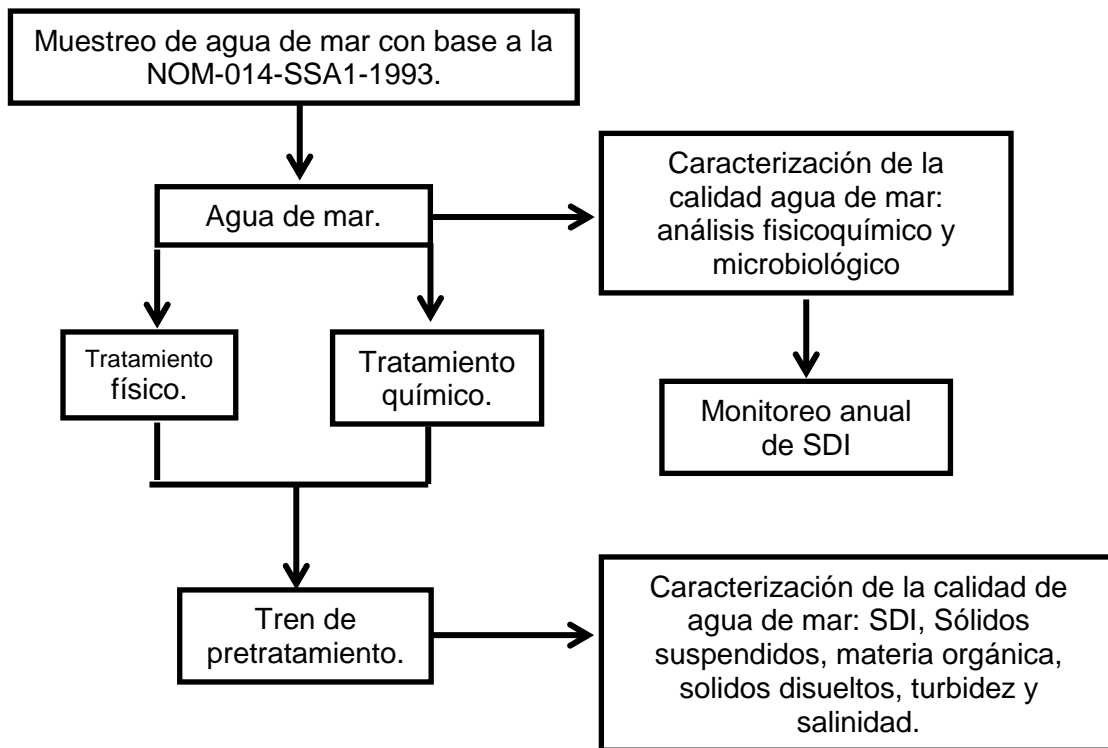 Muestreo de agua de mar con base a la
NOM-014-SSA1-1993.
Agua de mar.
Caracterización de la
calidad agua de mar:
análisis fisicoquímico y
microbiológico
Tratamiento
físico.
Tratamiento
químico.
Monitoreo anual
de SDI
Tren de
pretratamiento.
Caracterización de la calidad de
agua de mar: SDI, Sólidos
suspendidos, materia orgánica,
solidos disueltos, turbidez y
salinidad.